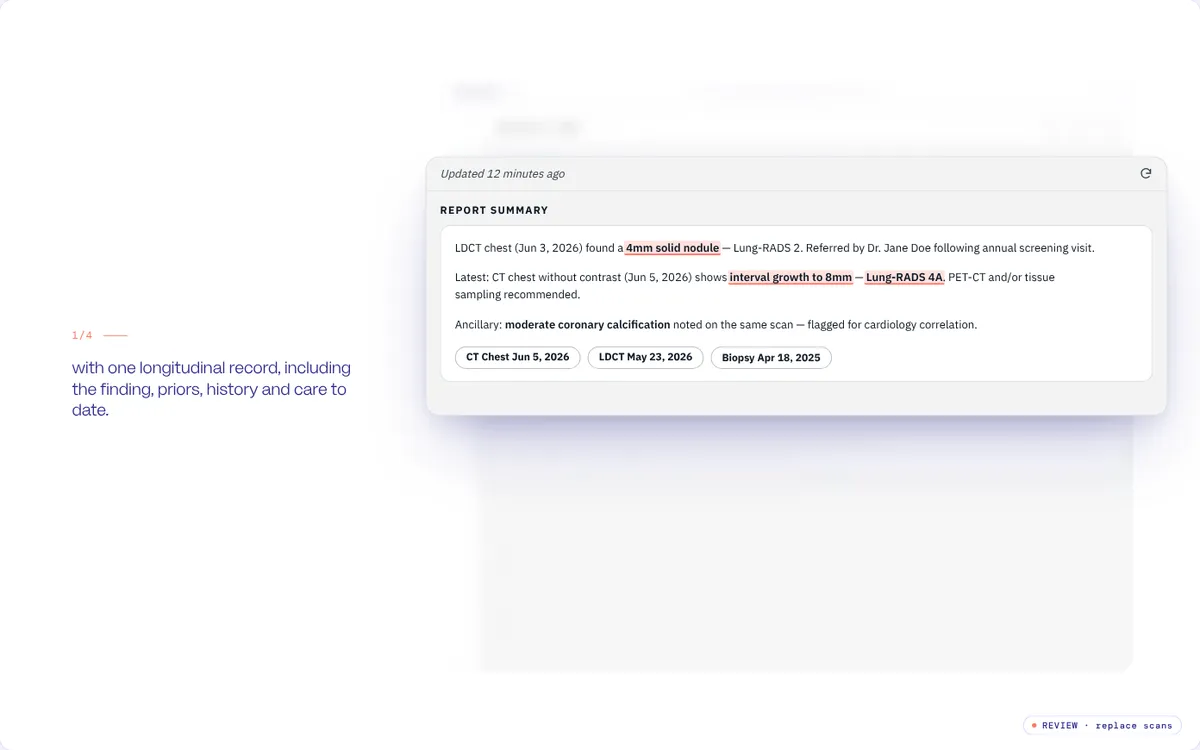 Updated 12 minutes ago
REPORT SUMMARY
LDCT chest (Jun 3, 2026) found a 4mm solid nodule — Lung-RADS 2. Referred by Dr. Jane Doe following annual screening visit.
Latest: CT chest without contrast (Jun 5, 2026) shows interval growth to 8mm — Lung-RADS 4A. PET-CT and/or tissue
sampling recommended.
Ancillary: moderate coronary calcification noted on the same scan — flagged for cardiology correlation.
CT Chest Jun 5, 2026 LDCT May 23, 2026 Biopsy Apr 18, 2025
1/4
with one longitudinal record, including
the finding, priors, history and care to
date.
REVIEW · replace scans